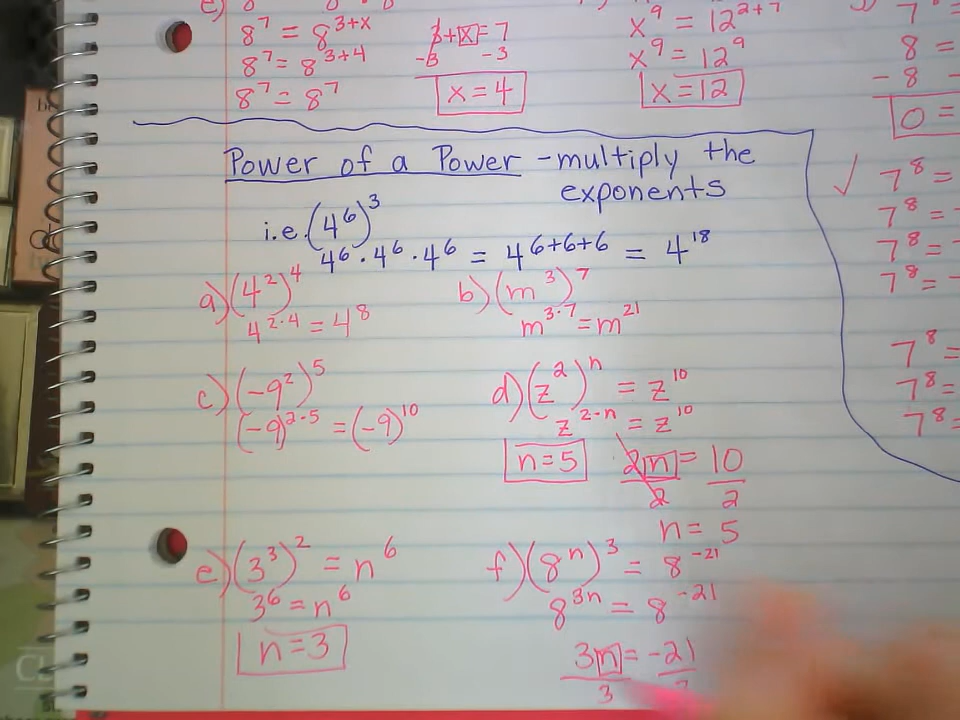 e)
8⁷ = 8³⁺ˣ
3+x=7
x⁹ = 12²⁺⁷
7
8⁷ = 8³⁺⁴
-3 -3
x⁹ = 12⁹
8 =
8⁷ = 8⁷
x = 4
x = 12
- 8 -
0 =
Power of a Power - multiply the
exponents
i.e. (4⁶)³
4⁶ · 4⁶ · 4⁶ = 4⁶⁺⁶⁺⁶ = 4¹⁸
a) (4²)⁴
4²·⁴ = 4⁸
b) (m³)⁷
m³·⁷ = m²¹
c) (-9²)⁵
(-9)²·⁵ = (-9)¹⁰
d) (z²)ⁿ = z¹⁰
z²·ⁿ = z¹⁰
n = 5
2n = 10
2 2
n = 5
e) (3³)² = n⁶
3⁶ = n⁶
n = 3
f) (8ⁿ)³ = 8⁻²¹
8³ⁿ = 8⁻²¹
3n = -21
3
✓ 7⁸ =
7⁸ =
7⁸ =
7⁸ =
7⁸ =
7⁸ =
7⁸ =